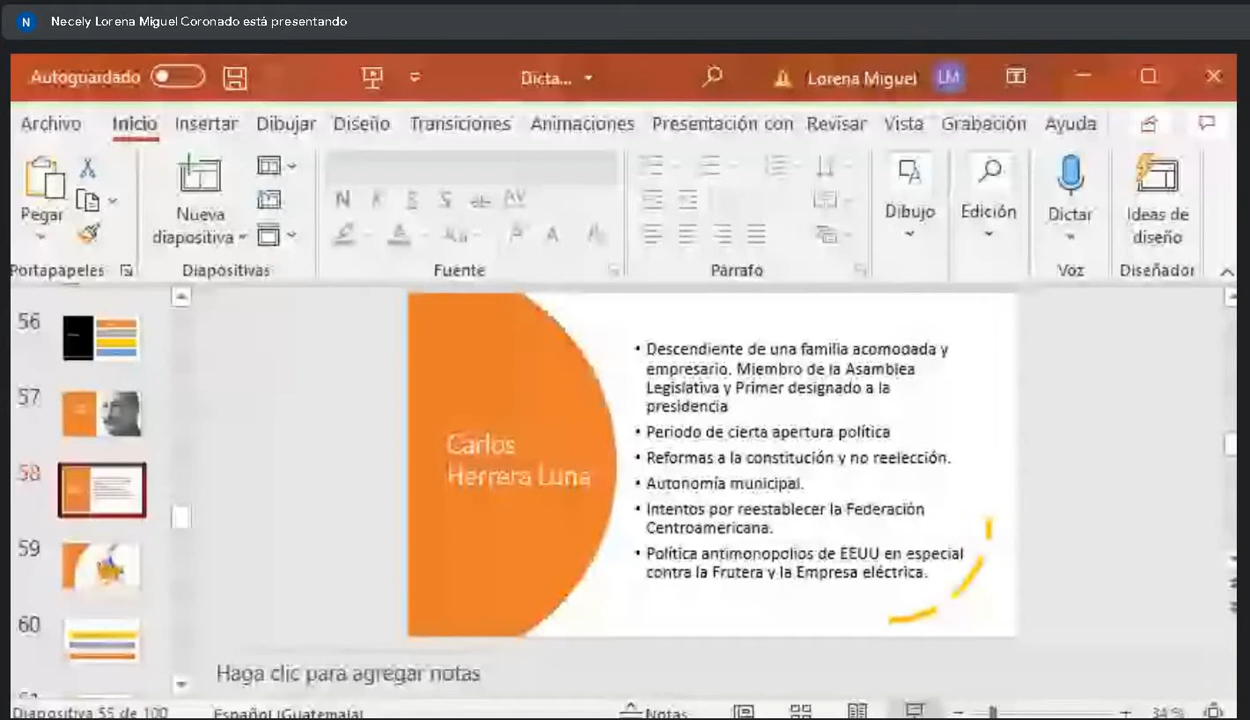 N Necely Lorena Miguel Coronado está presentando
Autoguardado Dicta... Lorena Miguel LM
Archivo Inicio Insertar Dibujar Diseño Transiciones Animaciones Presentación con Revisar Vista Grabación Ayuda
Pegar Nueva diapositiva Dibujo Edición Dictar Ideas de diseño
Portapapeles Diapositivas Fuente Párrafo Voz Diseñador
56
57
58
59
60
Carlos
Herrera Luna
• Descendiente de una familia acomodada y
empresario. Miembro de la Asamblea
Legislativa y Primer designado a la
presidencia
• Periodo de cierta apertura política
• Reformas a la constitución y no reelección.
• Autonomía municipal.
• Intentos por reestablecer la Federación
Centroamericana.
• Política antimonopolios de EEUU en especial
contra la Frutera y la Empresa eléctrica.
Haga clic para agregar notas
Diapositiva 55 de 100 Español (Guatemala) Notas 34 %